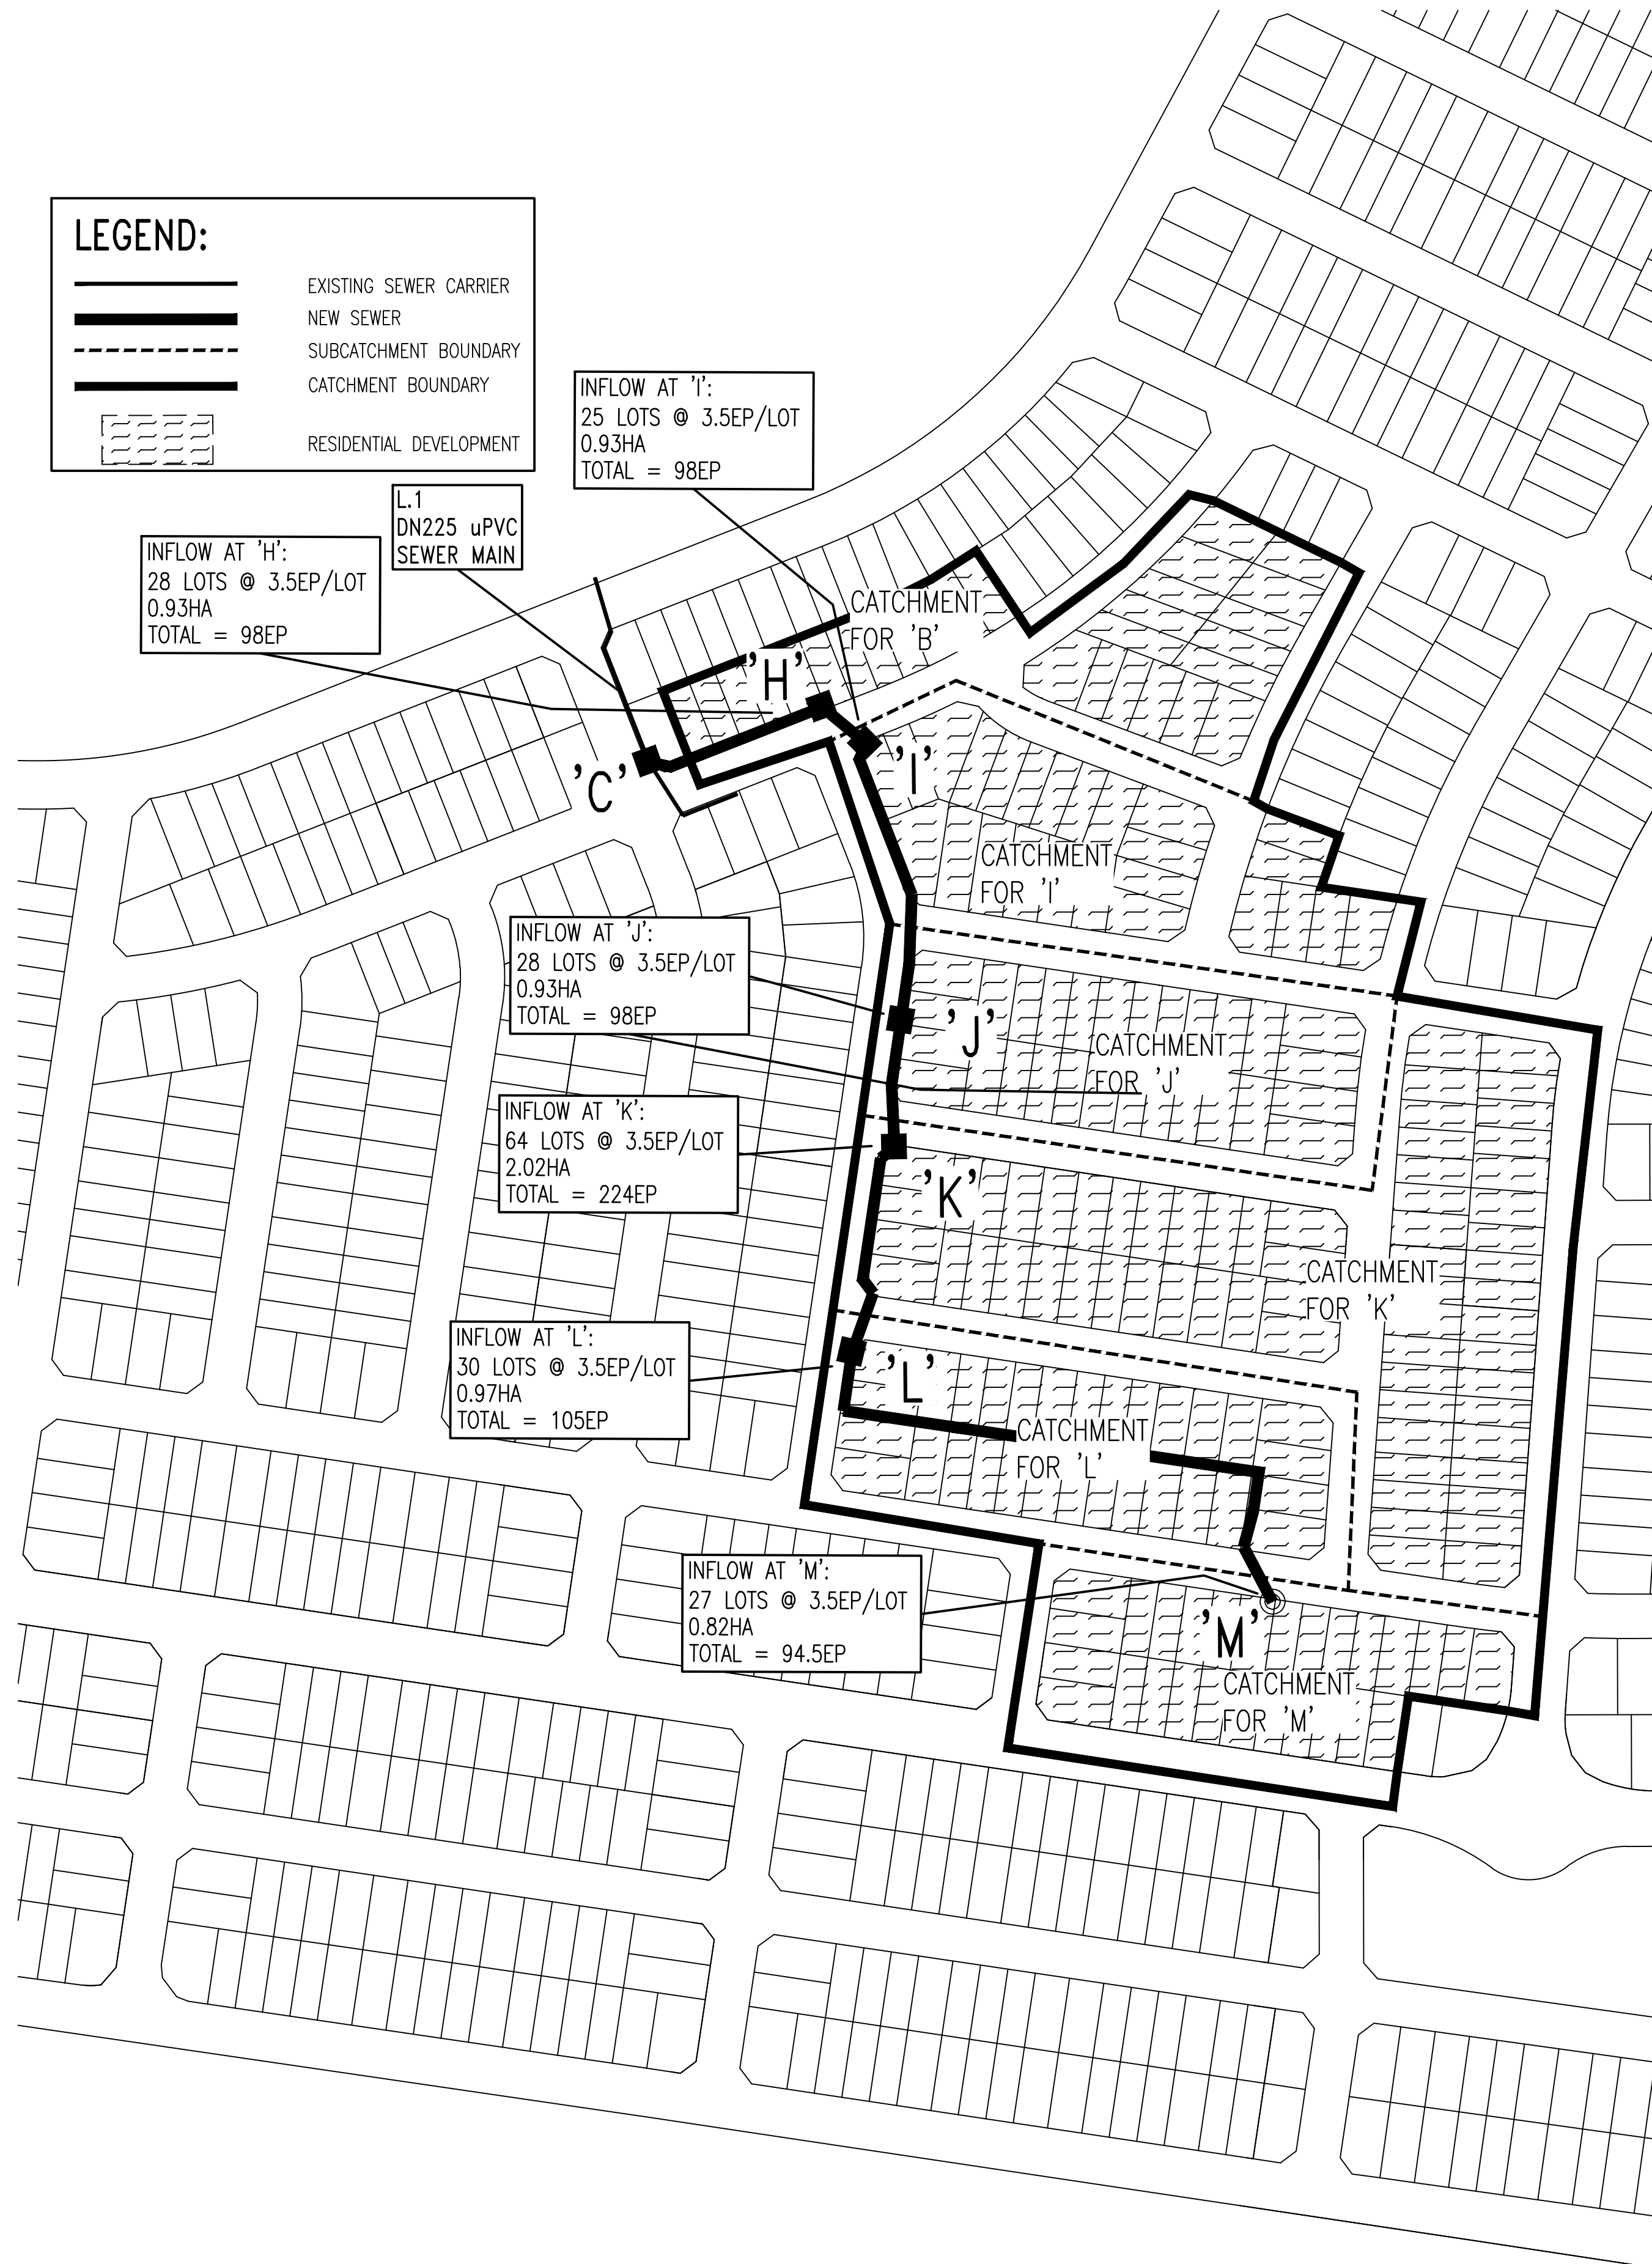 LEGEND:
EXISTING SEWER CARRIER
NEW SEWER
SUBCATCHMENT BOUNDARY
CATCHMENT BOUNDARY
RESIDENTIAL DEVELOPMENT
INFLOW AT 'I':
25 LOTS @ 3.5EP/LOT
0.93HA
TOTAL = 98EP
L.1
DN225 uPVC
SEWER MAIN
INFLOW AT 'H':
28 LOTS @ 3.5EP/LOT
0.93HA
TOTAL = 98EP
CATCHMENT
FOR 'B'
'H'
'I'
'C'
CATCHMENT
FOR 'I'
INFLOW AT 'J':
28 LOTS @ 3.5EP/LOT
0.93HA
TOTAL = 98EP
'J'
CATCHMENT
FOR 'J'
INFLOW AT 'K':
64 LOTS @ 3.5EP/LOT
2.02HA
TOTAL = 224EP
'K'
CATCHMENT
FOR 'K'
INFLOW AT 'L':
30 LOTS @ 3.5EP/LOT
0.97HA
TOTAL = 105EP
'L'
CATCHMENT
FOR 'L'
INFLOW AT 'M':
27 LOTS @ 3.5EP/LOT
0.82HA
TOTAL = 94.5EP
'M'
CATCHMENT
FOR 'M'